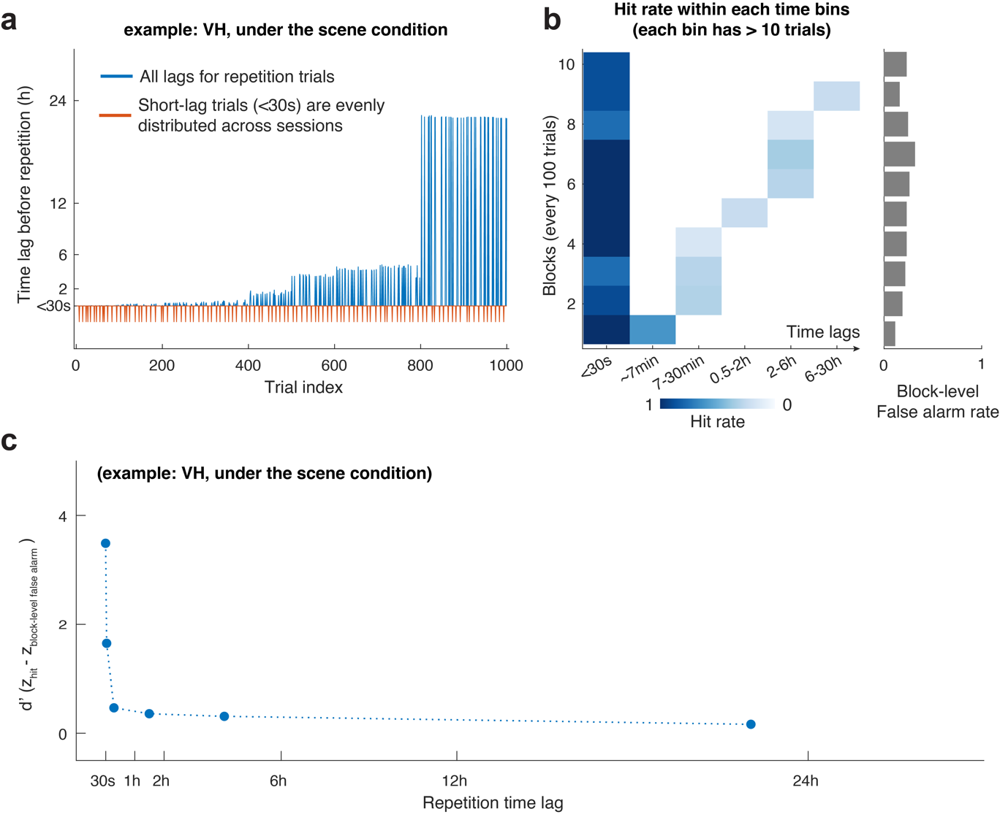 a
example: VH, under the scene condition
All lags for repetition trials
Short-lag trials (<30s) are evenly
distributed across sessions
Time lag before repetition (h)
24
12
6
2
<30s
0
200
400
600
800
1000
Trial index
b
Hit rate within each time bins
(each bin has > 10 trials)
Blocks (every 100 trials)
10
8
6
4
2
Time lags
<30s
~7min
7-30min
0.5-2h
2-6h
6-30h
1
0
Hit rate
0
1
Block-level
False alarm rate
c
(example: VH, under the scene condition)
d' (z_hit - z_block-level false alarm)
4
2
0
30s
1h
2h
6h
12h
24h
Repetition time lag